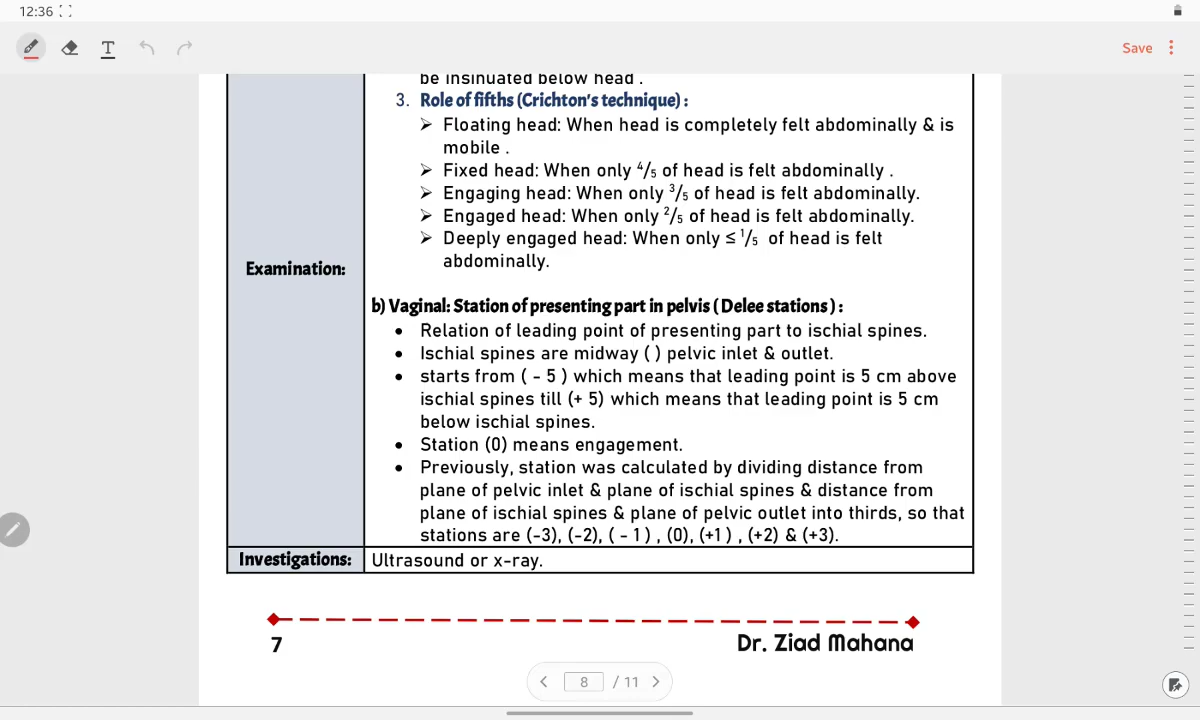 12:36
T
Save
be insinuated below head .
3. Role of fifths (Crichton's technique) :
➢ Floating head: When head is completely felt abdominally & is
mobile .
➢ Fixed head: When only ⁴/₅ of head is felt abdominally .
➢ Engaging head: When only ³/₅ of head is felt abdominally.
➢ Engaged head: When only ²/₅ of head is felt abdominally.
➢ Deeply engaged head: When only ≤ ¹/₅ of head is felt
abdominally.
Examination:
b) Vaginal: Station of presenting part in pelvis ( Delee stations ) :
• Relation of leading point of presenting part to ischial spines.
• Ischial spines are midway ( ) pelvic inlet & outlet.
• starts from ( - 5 ) which means that leading point is 5 cm above
ischial spines till (+ 5) which means that leading point is 5 cm
below ischial spines.
• Station (0) means engagement.
• Previously, station was calculated by dividing distance from
plane of pelvic inlet & plane of ischial spines & distance from
plane of ischial spines & plane of pelvic outlet into thirds, so that
stations are (-3), (-2), ( - 1 ) , (0), (+1 ) , (+2) & (+3).
Investigations: Ultrasound or x-ray.
7 Dr. Ziad Mahana
8 / 11